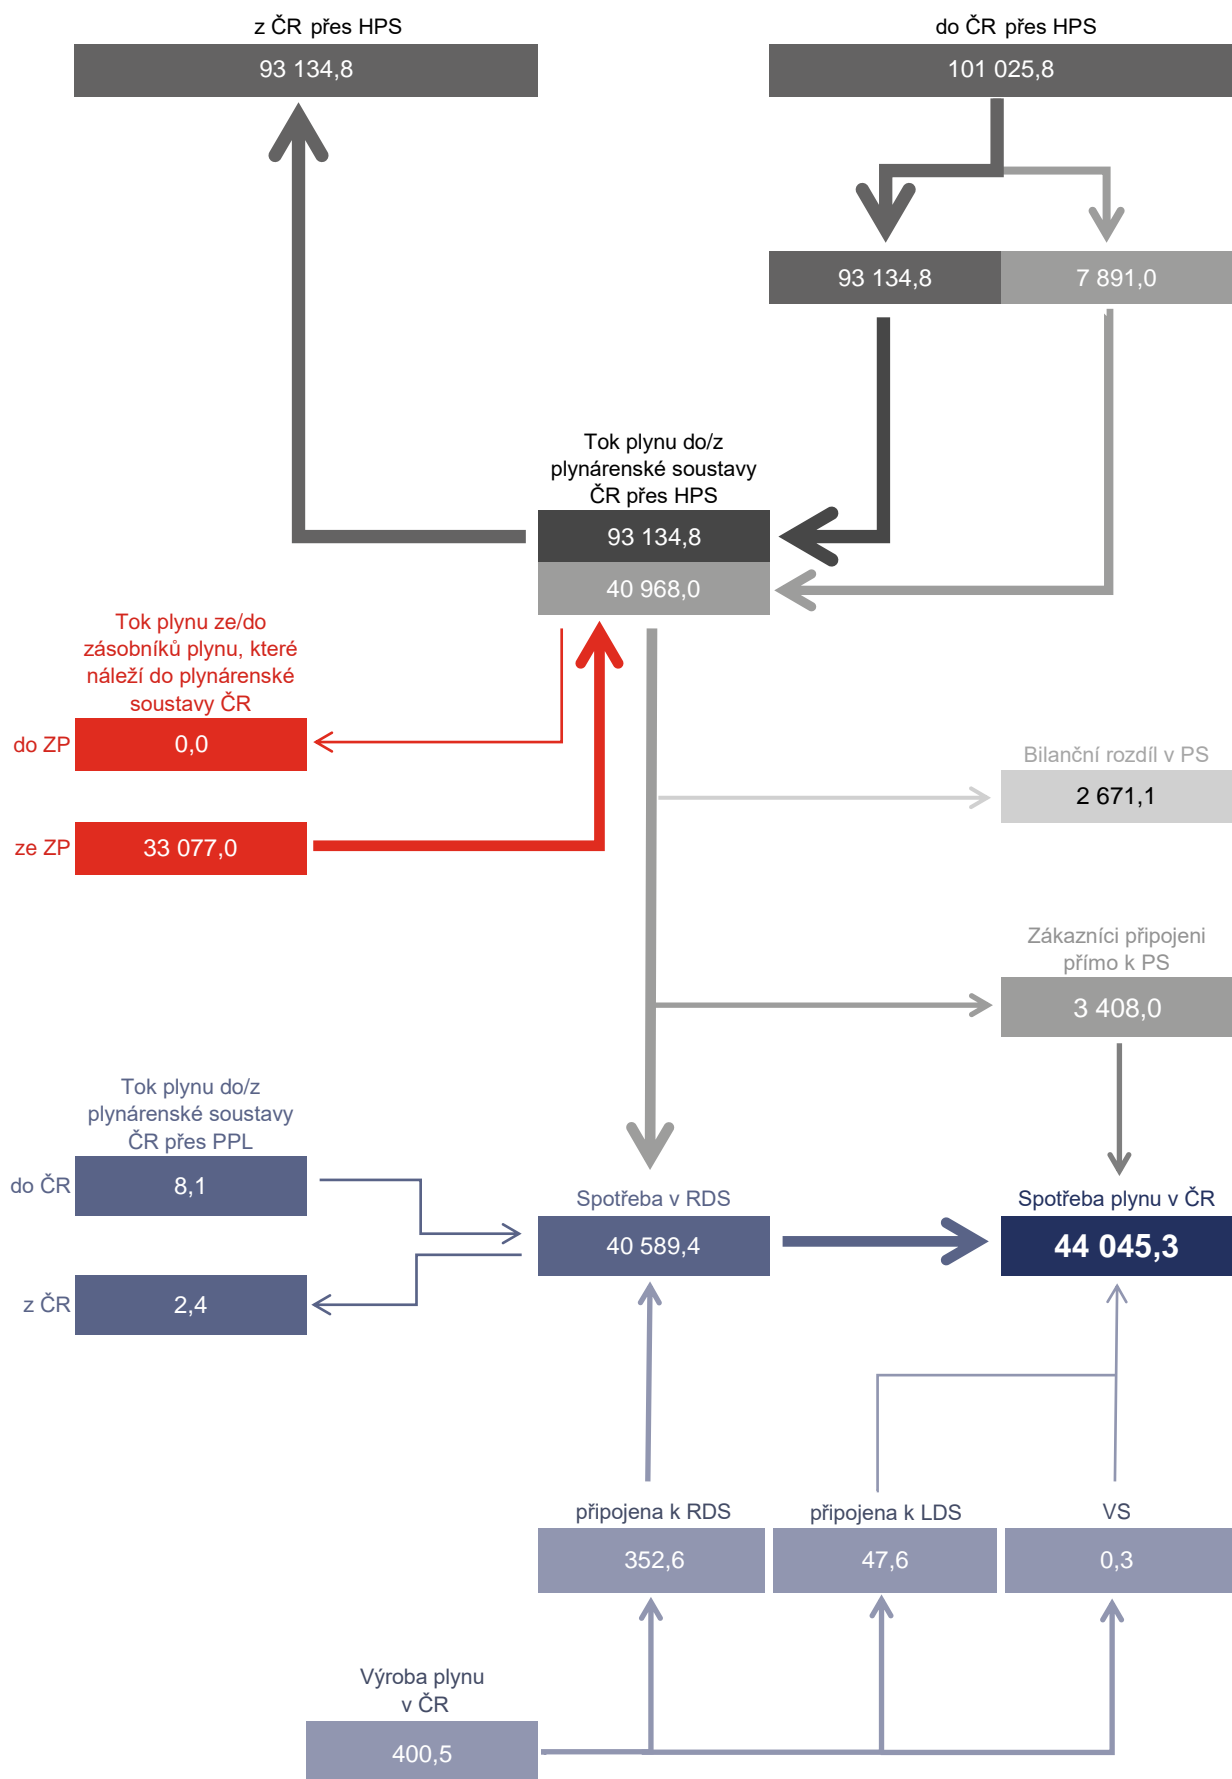 z ČR přes HPS
do ČR přes HPS
93 134,8
101 025,8
93 134,8
7 891,0
Tok plynu do/z
plynárenské soustavy
ČR přes HPS
93 134,8
40 968,0
Tok plynu ze/do
zásobníků plynu, které
náleží do plynárenské
soustavy ČR
do ZP
0,0
Bilanční rozdíl v PS
2 671,1
ze ZP
33 077,0
Zákazníci připojeni
přímo k PS
3 408,0
Tok plynu do/z
plynárenské soustavy
ČR přes PPL
do ČR
8,1
Spotřeba v RDS
Spotřeba plynu v ČR
40 589,4
44 045,3
z ČR
2,4
připojena k RDS
připojena k LDS
VS
352,6
47,6
0,3
Výroba plynu
v ČR
400,5